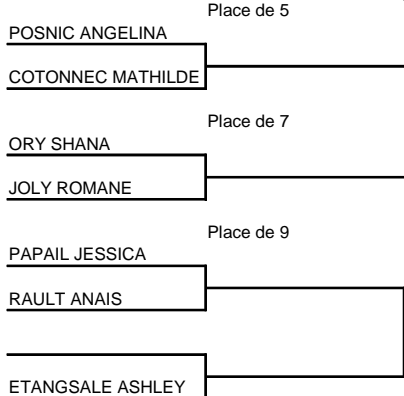 Place de 5
POSNIC ANGELINA
COTONNEC MATHILDE
Place de 7
ORY SHANA
JOLY ROMANE
Place de 9
PAPAIL JESSICA
RAULT ANAIS
ETANGSALE ASHLEY